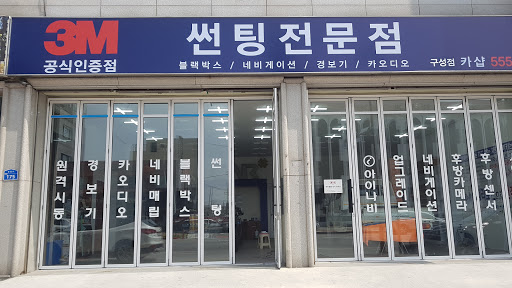 3M
공식인증점
썬팅전문점
블랙박스 / 네비게이션 / 경보기 / 카오디오
구성점 카샵 555
원격시동
경보기
카오디오
네비매립
블랙박스
썬팅
아이나비
업그레이드
네비게이션
후방카메라
후방센서